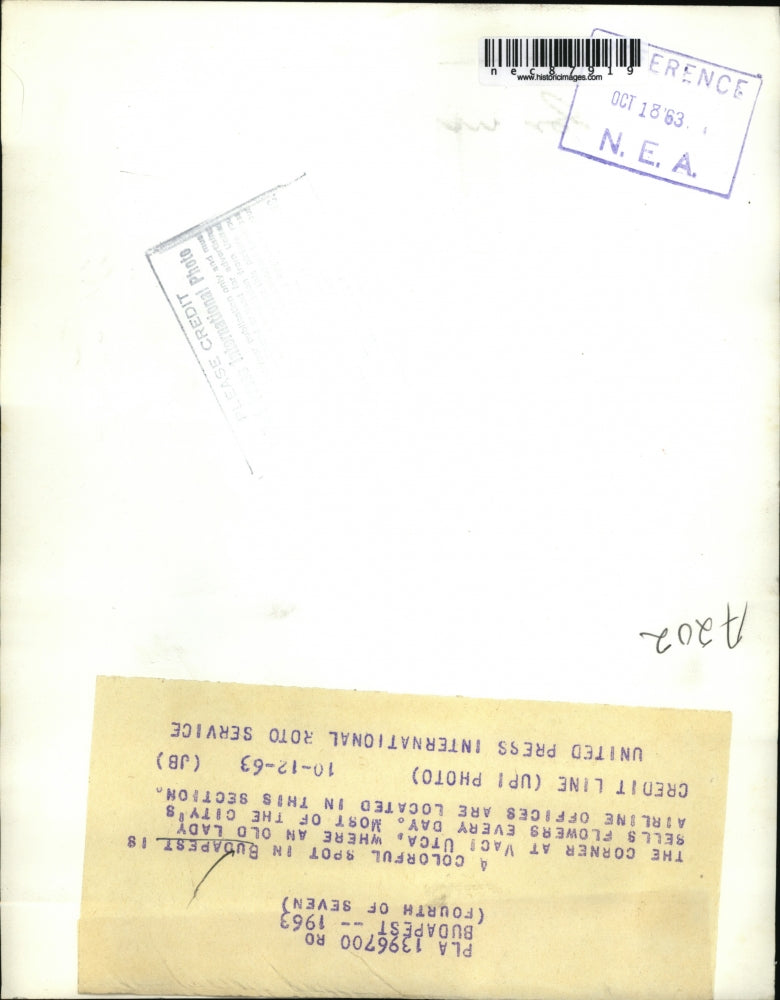 nec87919
www.historicimages.com
ERENCE
OCT 18 '63
N. E. A.
PLEASE CREDIT
International Photo
A202
PLA 1396700 RO
BUDAPEST -- 1963
(FOURTH OF SEVEN)
A COLORFUL SPOT IN BUDAPEST IS
THE CORNER AT VACI UTCA, WHERE AN OLD LADY
SELLS FLOWERS EVERY DAY. MOST OF THE CITY'S
AIRLINE OFFICES ARE LOCATED IN THIS SECTION.
CREDIT LINE (UPI PHOTO) 10-12-63 (JB)
UNITED PRESS INTERNATIONAL ROTO SERVICE